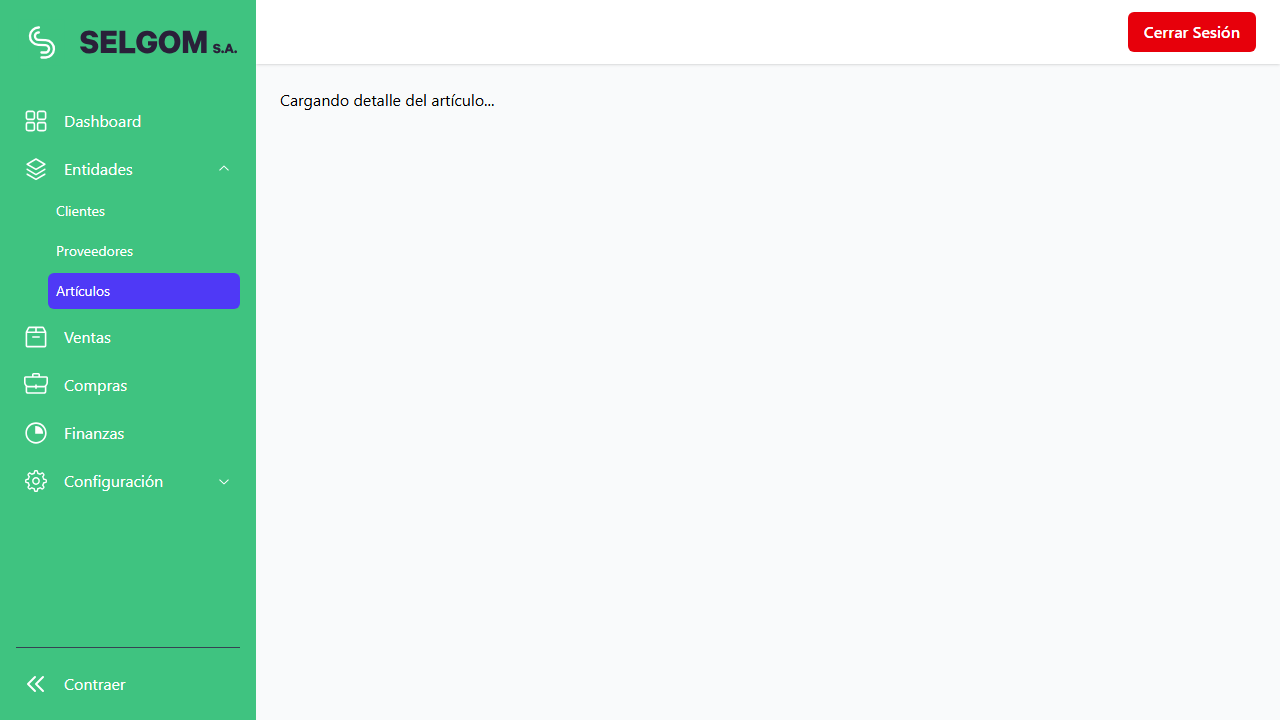 SELGOM S.A.
Cerrar Sesión
Cargando detalle del artículo...
Dashboard
Entidades
Clientes
Proveedores
Artículos
Ventas
Compras
Finanzas
Configuración
Contraer